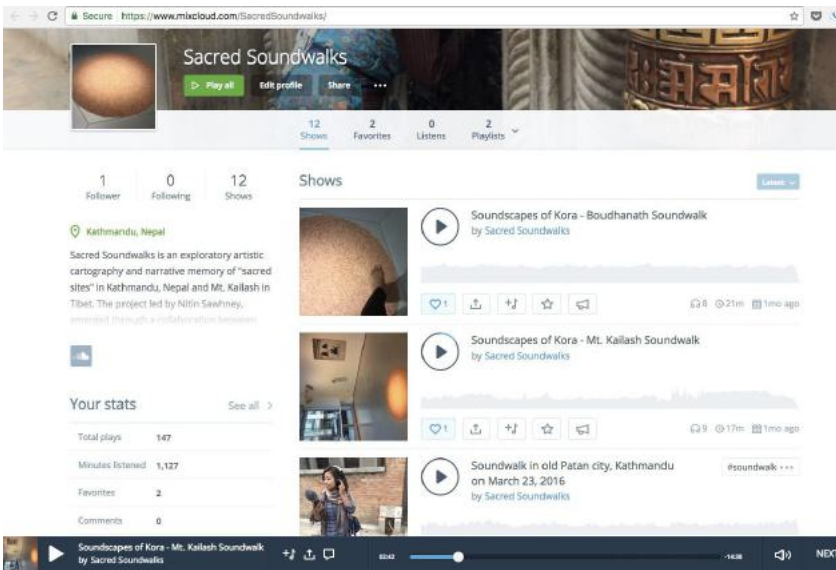 Secure https://www.mixcloud.com/SacredSoundwalks/
Sacred Soundwalks
Play all Edit profile Share
12 2 0 2
Shows Favorites Listens Playlists
1 0 12
Follower Following Shows
Kathmandu, Nepal
Sacred Soundwalks is an exploratory artistic
cartography and narrative memory of "sacred
sites" in Kathmandu, Nepal and Mt. Kailash in
Tibet. The project led by Nitin Sawhney,
emerged through a collaboration between
Your stats See all
Total plays 147
Minutes listened 1,127
Favorites 2
Comments 0
Shows Latest
Soundscapes of Kora - Boudhanath Soundwalk
by Sacred Soundwalks
1 8 21m 1mo ago
Soundscapes of Kora - Mt. Kailash Soundwalk
by Sacred Soundwalks
1 9 17m 1mo ago
Soundwalk in old Patan city, Kathmandu #soundwalk
on March 23, 2016
by Sacred Soundwalks
Soundscapes of Kora - Mt. Kailash Soundwalk
by Sacred Soundwalks
NEXT